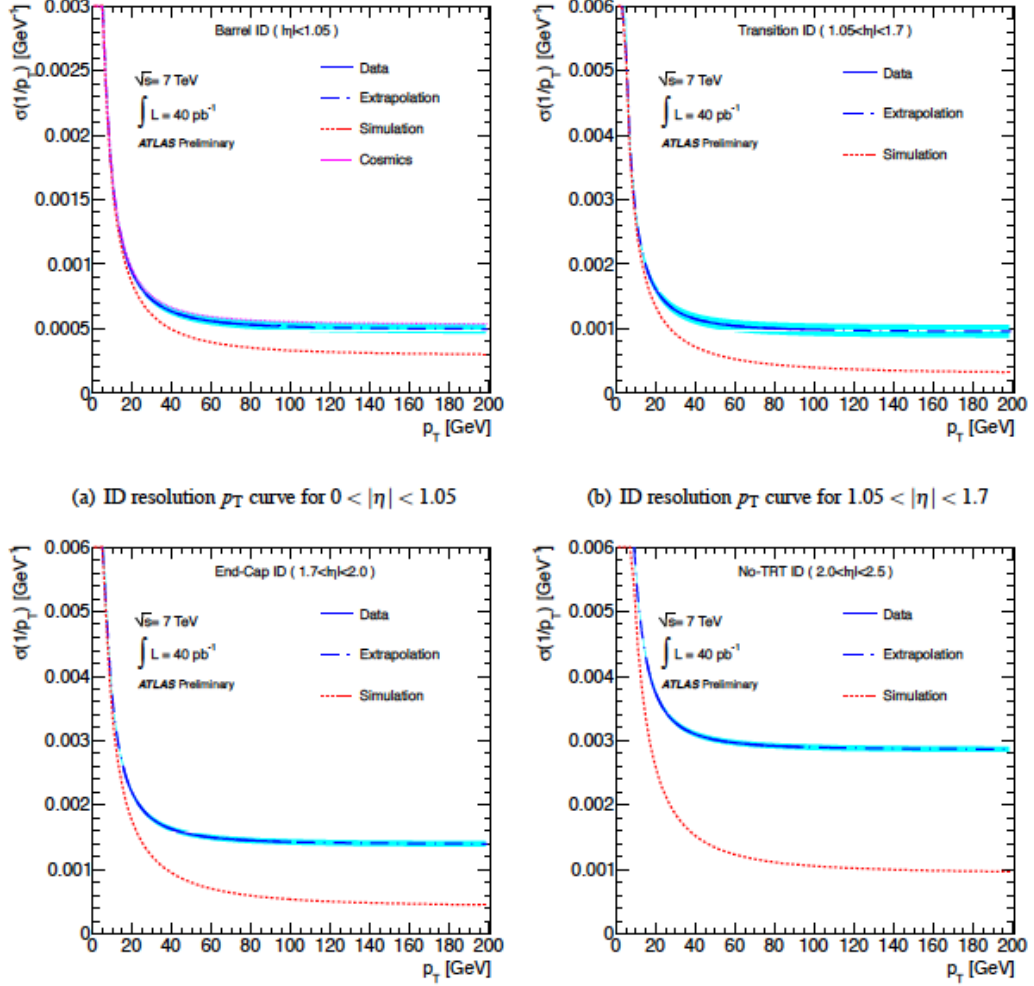 Barrel ID ( |η|<1.05 )
√s= 7 TeV
∫ L = 40 pb⁻¹
ATLAS Preliminary
Data
Extrapolation
Simulation
Cosmics
σ(1/p_T) [GeV⁻¹]
0.003
0.0025
0.002
0.0015
0.001
0.0005
0
0 20 40 60 80 100 120 140 160 180 200
p_T [GeV]
(a) ID resolution p_T curve for 0 < |η| < 1.05
Transition ID ( 1.05<|η|<1.7 )
√s= 7 TeV
∫ L = 40 pb⁻¹
ATLAS Preliminary
Data
Extrapolation
Simulation
σ(1/p_T) [GeV⁻¹]
0.006
0.005
0.004
0.003
0.002
0.001
0
0 20 40 60 80 100 120 140 160 180 200
p_T [GeV]
(b) ID resolution p_T curve for 1.05 < |η| < 1.7
End-Cap ID ( 1.7<|η|<2.0 )
√s= 7 TeV
∫ L = 40 pb⁻¹
ATLAS Preliminary
Data
Extrapolation
Simulation
σ(1/p_T) [GeV⁻¹]
0.006
0.005
0.004
0.003
0.002
0.001
0
0 20 40 60 80 100 120 140 160 180 200
p_T [GeV]
No-TRT ID ( 2.0<|η|<2.5 )
√s= 7 TeV
∫ L = 40 pb⁻¹
ATLAS Preliminary
Data
Extrapolation
Simulation
σ(1/p_T) [GeV⁻¹]
0.006
0.005
0.004
0.003
0.002
0.001
0
0 20 40 60 80 100 120 140 160 180 200
p_T [GeV]